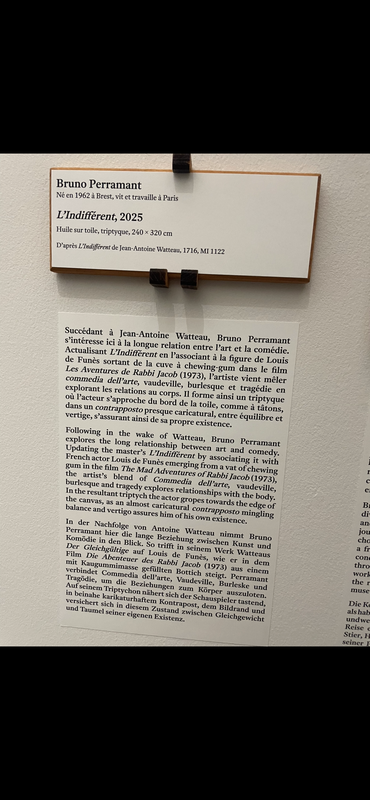 Bruno Perramant
Né en 1962 à Brest, vit et travaille à Paris
L'Indifférent, 2025
Huile sur toile, triptyque, 240 × 320 cm
D'après L'Indifférent de Jean-Antoine Watteau, 1716, MI 1122
Succédant à Jean-Antoine Watteau, Bruno Perramant
s'intéresse ici à la longue relation entre l'art et la comédie.
Actualisant L'Indifférent en l'associant à la figure de Louis
de Funès sortant de la cuve à chewing-gum dans le film
Les Aventures de Rabbi Jacob (1973), l'artiste vient mêler
commedia dell'arte, vaudeville, burlesque et tragédie en
explorant les relations au corps. Il forme ainsi un triptyque
où l'acteur s'approche du bord de la toile, comme à tâtons,
dans un contrapposto presque caricatural, entre équilibre et
vertige, s'assurant ainsi de sa propre existence.
Following in the wake of Watteau, Bruno Perramant
explores the long relationship between art and comedy.
Updating the master's L'Indifférent by associating it with
French actor Louis de Funès emerging from a vat of chewing
gum in the film The Mad Adventures of Rabbi Jacob (1973),
the artist's blend of Commedia dell'arte, vaudeville,
burlesque and tragedy explores relationships with the body.
In the resultant triptych the actor gropes towards the edge of
the canvas, as an almost caricatural contrapposto mingling
balance and vertigo assures him of his own existence.
In der Nachfolge von Antoine Watteau nimmt Bruno
Perramant hier die lange Beziehung zwischen Kunst und
Komödie in den Blick. So trifft in seinem Werk Watteaus
Der Gleichgültige auf Louis de Funès, wie er in dem
Film Die Abenteuer des Rabbi Jacob (1973) aus einem
mit Kaugummimasse gefüllten Bottich steigt. Perramant
verbindet Commedia dell'arte, Vaudeville, Burleske und
Tragödie, um die Beziehungen zum Körper auszuloten.
Auf seinem Triptychon nähert sich der Schauspieler tastend,
in beinahe karikaturhaftem Kontrapost, dem Bildrand und
versichert sich in diesem Zustand zwischen Gleichgewicht
und Taumel seiner eigenen Existenz.
Die Ke
als hab
und we
Reise e
Stier, H
seiner I